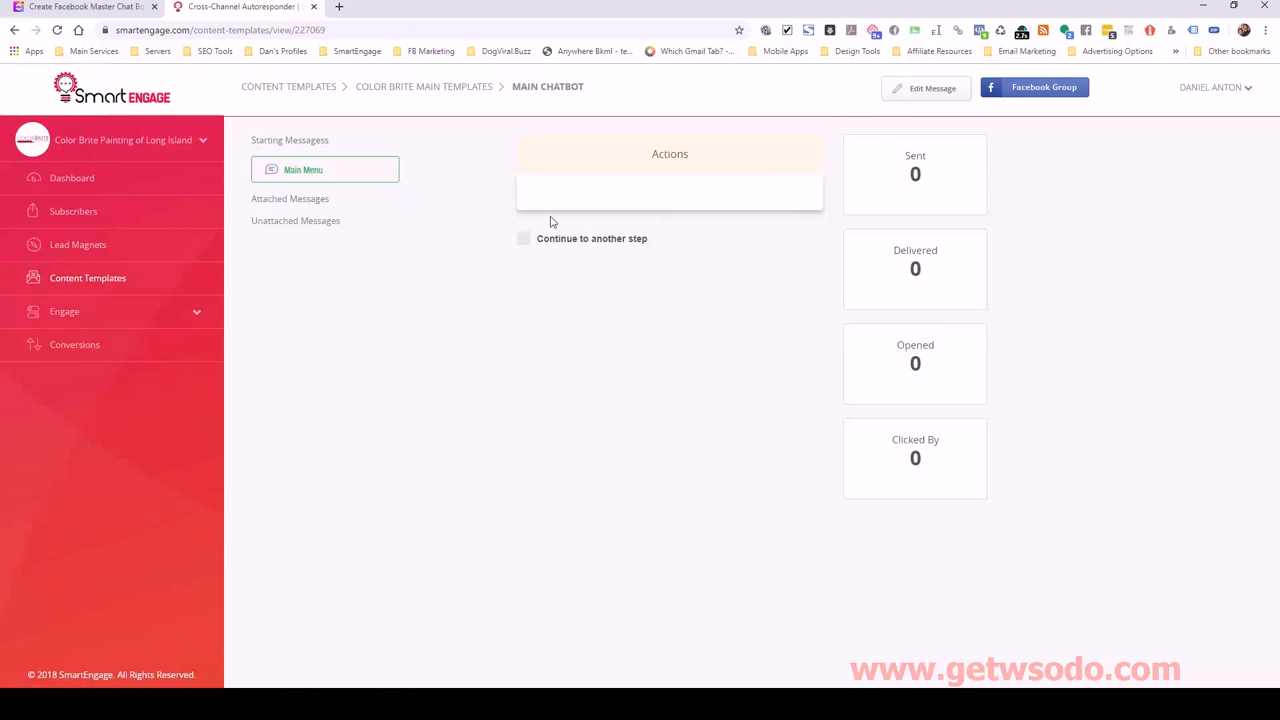 Create Facebook Master Chat Bo
Cross-Channel Autoresponder |
smartengage.com/content-templates/view/227069
Apps
Main Services
Servers
SEO Tools
Dan's Profiles
SmartEngage
FB Marketing
DogViral.Buzz
Anywhere Bkml - te...
Which Gmail Tab? -...
Mobile Apps
Design Tools
Affiliate Resources
Email Marketing
Advertising Options
Other bookmarks
Smart ENGAGE
CONTENT TEMPLATES > COLOR BRITE MAIN TEMPLATES > MAIN CHATBOT
Edit Message
Facebook Group
DANIEL ANTON
Color Brite Painting of Long Island
Dashboard
Subscribers
Lead Magnets
Content Templates
Engage
Conversions
© 2018 SmartEngage. All Rights Reserved.
Starting Messagess
Main Menu
Attached Messages
Unattached Messages
Actions
Continue to another step
Sent
0
Delivered
0
Opened
0
Clicked By
0
www.getwsodo.com